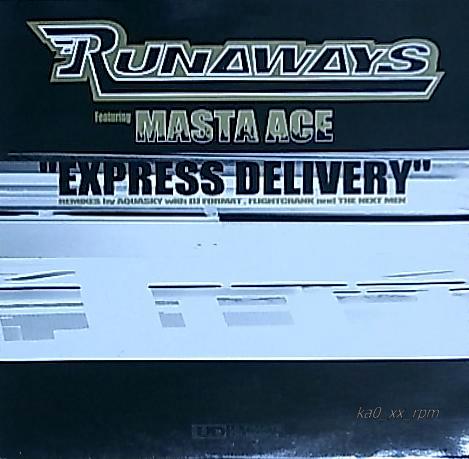 RUNAWAYS
Featuring MASTA ACE
"EXPRESS DELIVERY"
REMIXES by AQUASKY with DJ FORMAT, FLIGHTCRANK and THE NEXT MEN
ka0_xx_rpm